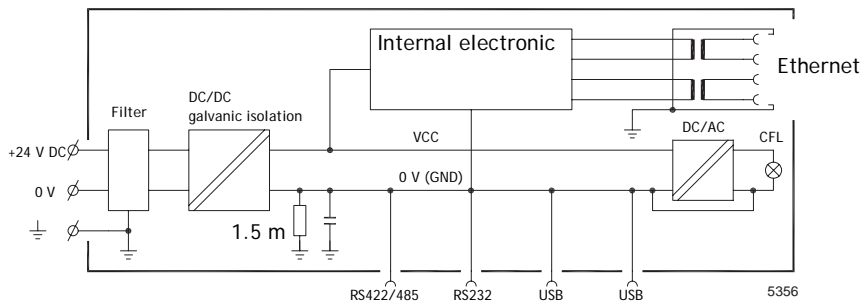 Internal electronic
Ethernet
DC/DC
galvanic isolation
Filter
DC/AC
CFL
+24 V DC
VCC
0 V
0 V (GND)
1.5 m
RS422/485
RS232
USB
USB
5356